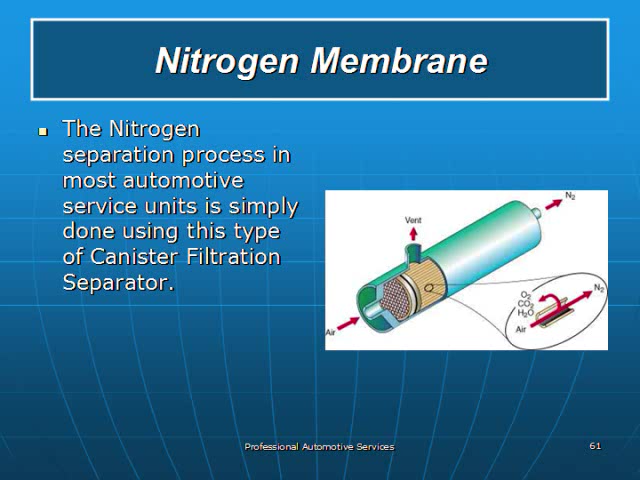 Nitrogen Membrane
The Nitrogen
separation process in
most automotive
service units is simply
done using this type
of Canister Filtration
Separator.
N₂
Vent
Air
O₂
CO₂
H₂O
Air
N₂
Professional Automotive Services
61